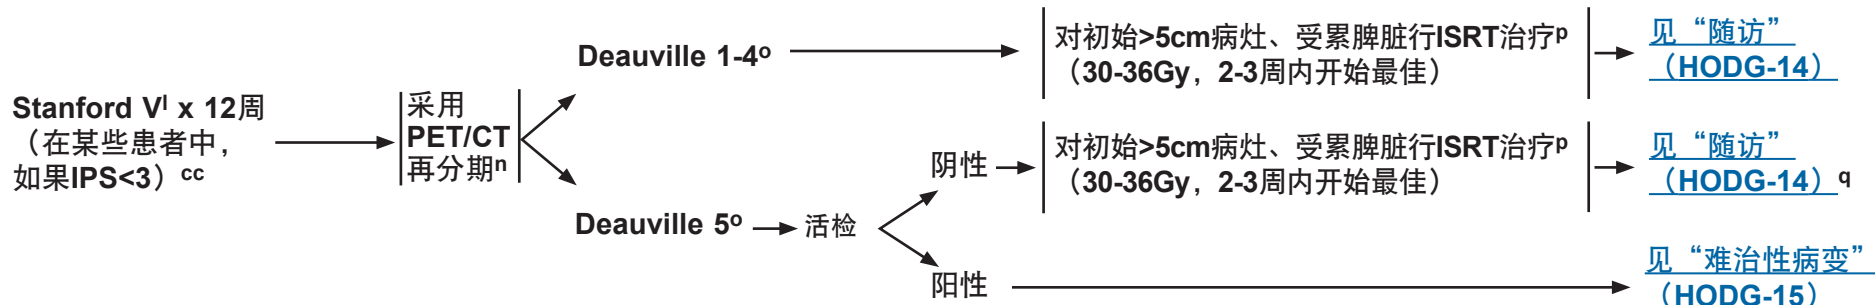 Stanford Vˡ x 12周
（在某些患者中，
如果IPS<3）ᶜᶜ
采用
PET/CT
再分期ⁿ
Deauville 1-4ᵒ
对初始>5cm病灶、受累脾脏行ISRT治疗ᵖ
（30-36Gy，2-3周内开始最佳）
见“随访”
（HODG-14）
Deauville 5ᵒ
活检
阴性
对初始>5cm病灶、受累脾脏行ISRT治疗ᵖ
（30-36Gy，2-3周内开始最佳）
见“随访”
（HODG-14）q
阳性
见“难治性病变”
（HODG-15）